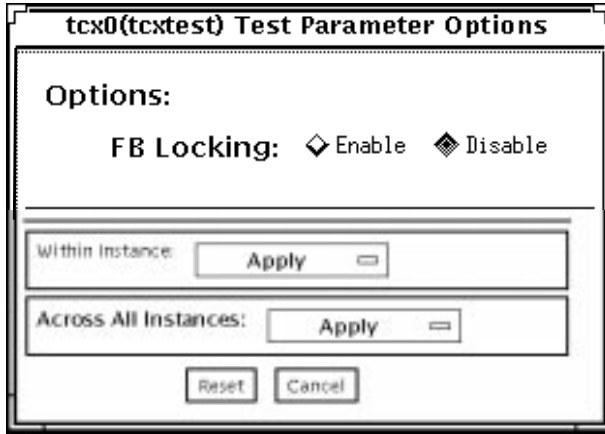 tcx0(tcxtest) Test Parameter Options
Options:
FB Locking: Enable Disable
Within Instance: Apply
Across All Instances: Apply
Reset Cancel